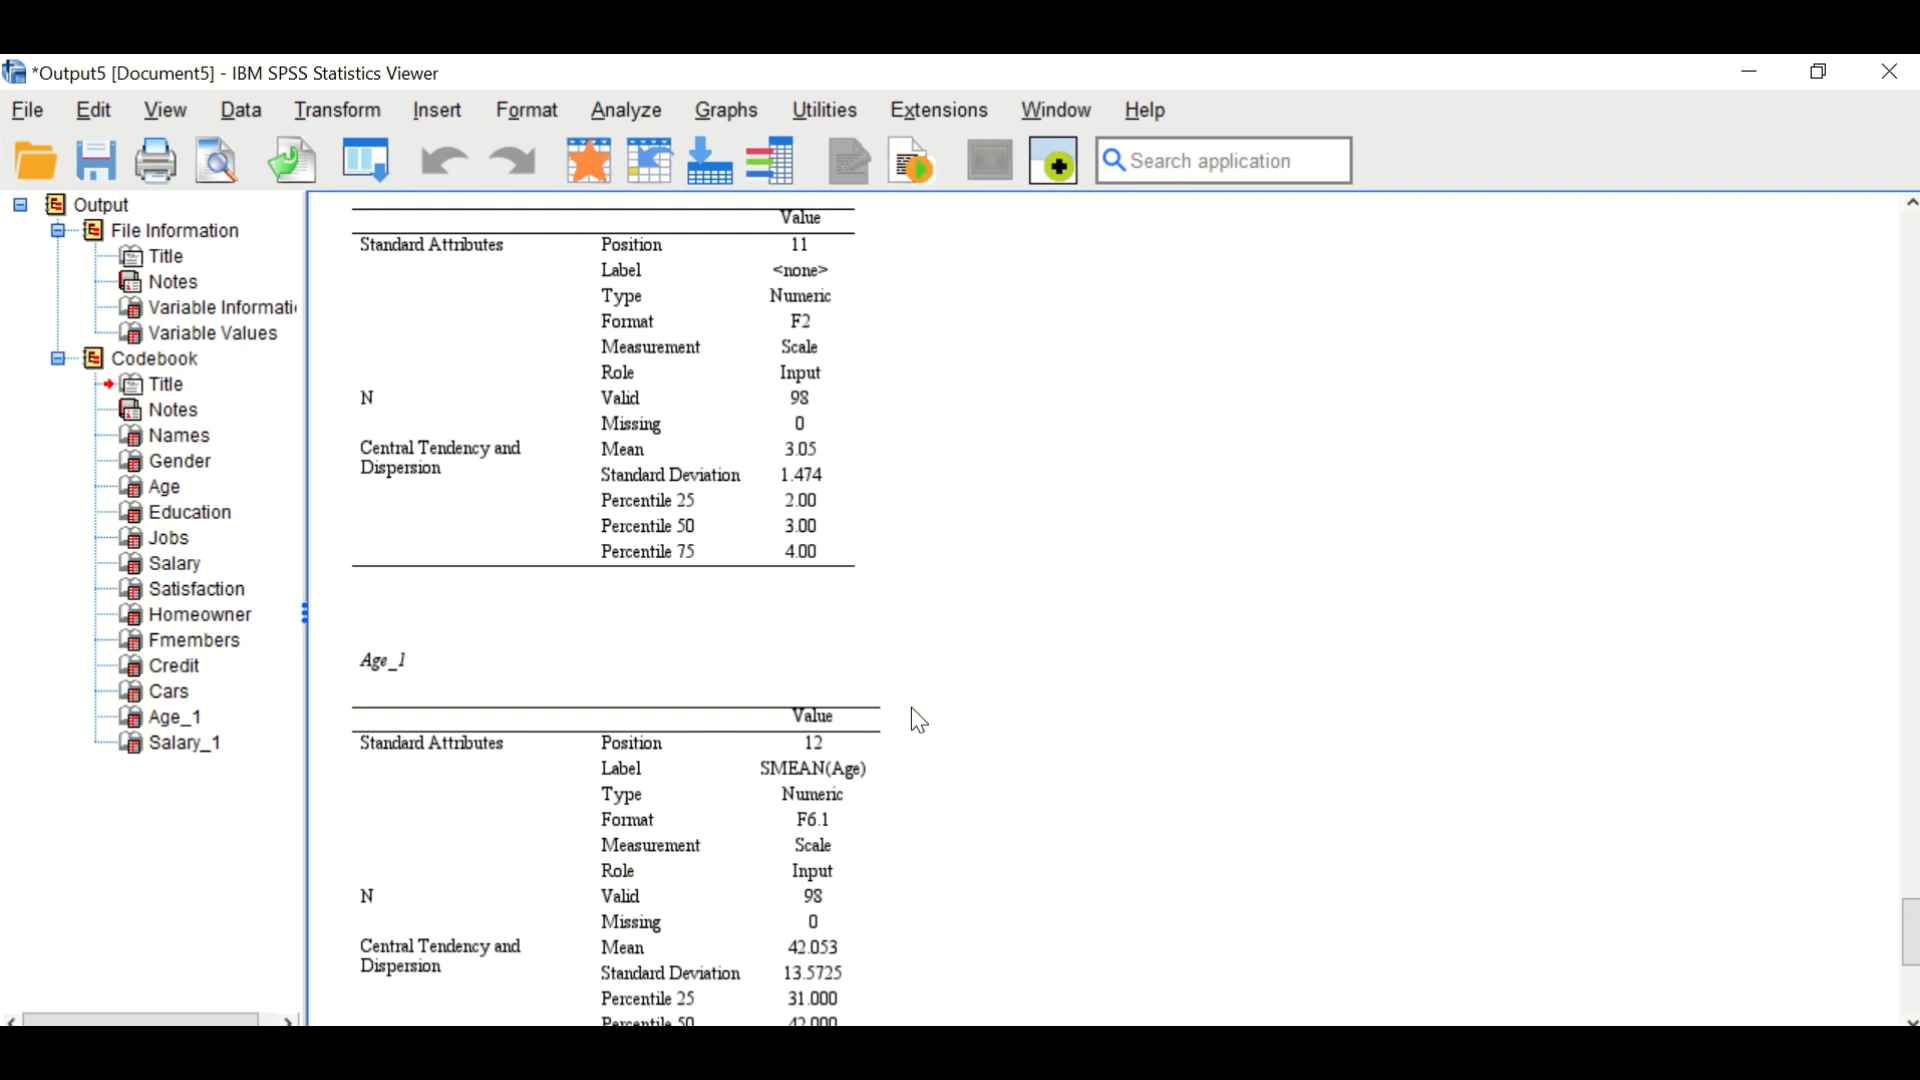 *Output5 [Document5] - IBM SPSS Statistics Viewer
File Edit View Data Transform Insert Format Analyze Graphs Utilities Extensions Window Help
Search application
Output
File Information
Title
Notes
Variable Informati
Variable Values
Codebook
Title
Notes
Names
Gender
Age
Education
Jobs
Salary
Satisfaction
Homeowner
Fmembers
Credit
Cars
Age_1
Salary_1
Value
Standard Attributes Position 11
Label <none>
Type Numeric
Format F2
Measurement Scale
Role Input
N Valid 98
Missing 0
Central Tendency and Dispersion Mean 3.05
Standard Deviation 1.474
Percentile 25 2.00
Percentile 50 3.00
Percentile 75 4.00
Age_1
Value
Standard Attributes Position 12
Label SMEAN(Age)
Type Numeric
Format F6.1
Measurement Scale
Role Input
N Valid 98
Missing 0
Central Tendency and Dispersion Mean 42.053
Standard Deviation 13.5725
Percentile 25 31.000
Percentile 50 42.000